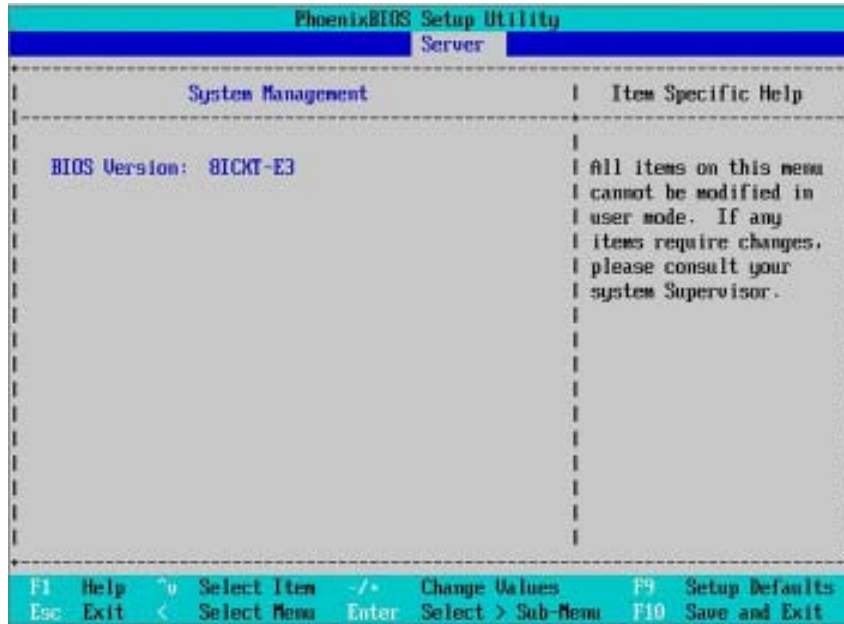 PhoenixBIOS Setup Utility
Server
System Management
Item Specific Help
BIOS Version: 8ICXT-E3
All items on this menu
cannot be modified in
user mode. If any
items require changes,
please consult your
system Supervisor.
F1 Help ^v Select Item -/+ Change Values F9 Setup Defaults
Esc Exit < Select Menu Enter Select > Sub-Menu F10 Save and Exit